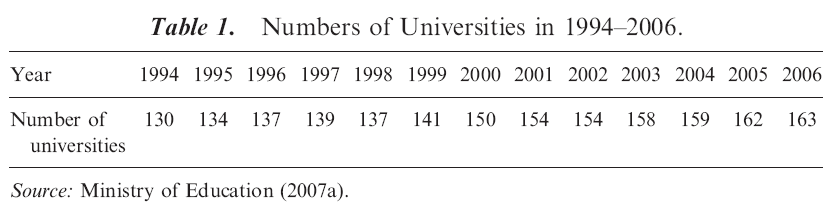 Table 1. Numbers of Universities in 1994–2006.
Year 1994 1995 1996 1997 1998 1999 2000 2001 2002 2003 2004 2005 2006
Number of 130 134 137 139 137 141 150 154 154 158 159 162 163
universities
Source: Ministry of Education (2007a).